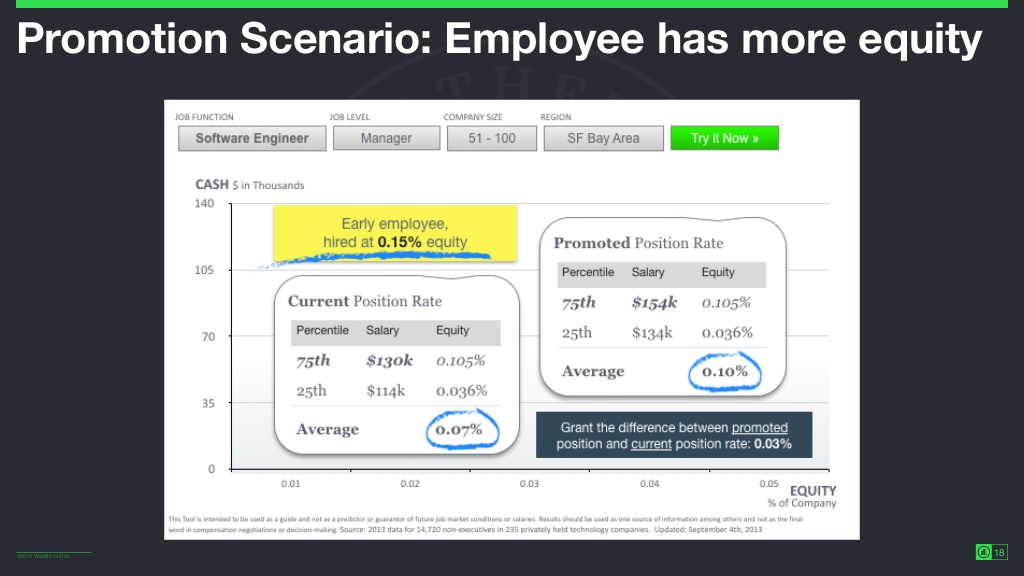 Promotion Scenario: Employee has more equity
THE
JOB FUNCTION JOB LEVEL COMPANY SIZE REGION
Software Engineer Manager 51 - 100 SF Bay Area Try it Now »
CASH $ in Thousands
140
105
70
35
0
Early employee,
hired at 0.15% equity
Current Position Rate
Percentile Salary Equity
75th $130k 0.105%
25th $114k 0.036%
Average 0.07%
Promoted Position Rate
Percentile Salary Equity
75th $154k 0.105%
25th $134k 0.036%
Average 0.10%
Grant the difference between promoted
position and current position rate: 0.03%
0.01 0.02 0.03 0.04 0.05
EQUITY
% of Company
This Tool is intended to be used as a guide and not as a predictor or guarantor of future job market conditions or salaries. Results should be used as one source of information among others and not as the final
word in compensation negotiations or decision-making. Source: 2013 data for 14,720 non-executives in 235 privately held technology companies. Updated: September 4th, 2013
18